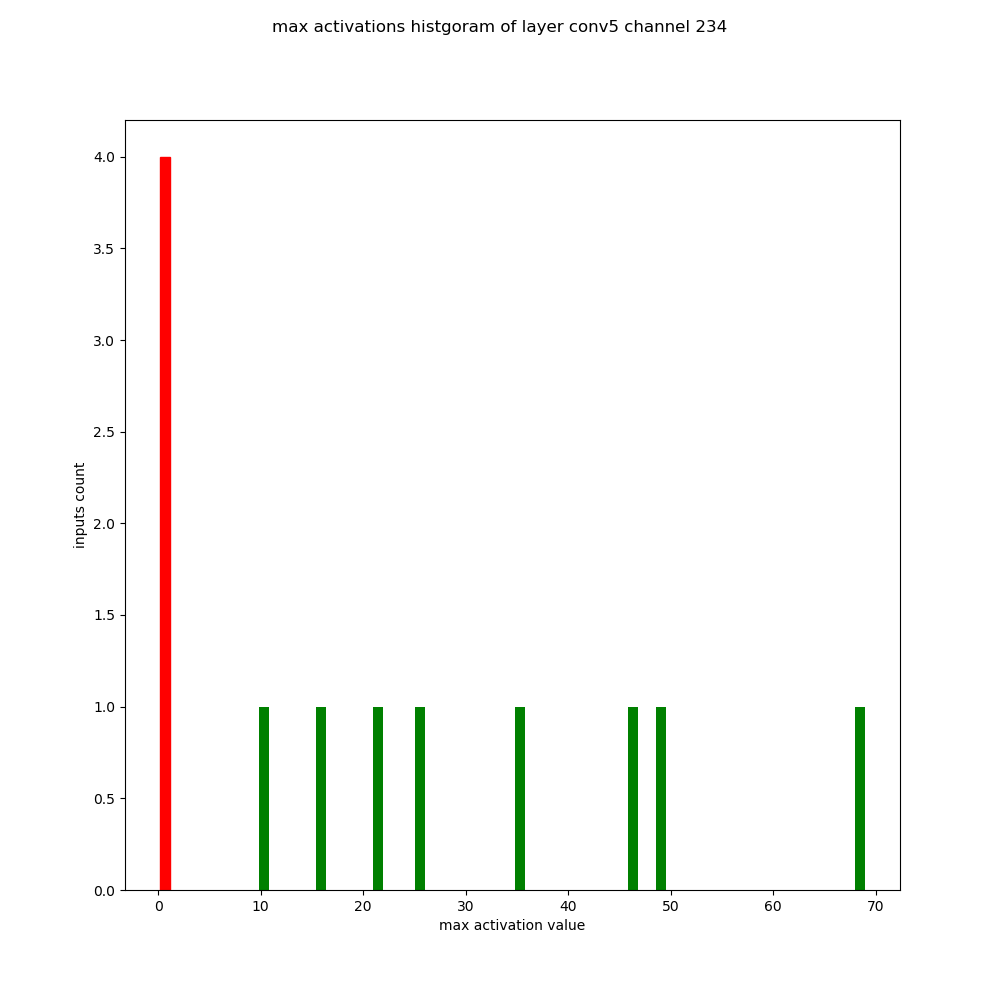 max activations histgoram of layer conv5 channel 234
4.0
3.5
3.0
2.5
2.0
1.5
1.0
0.5
0.0
inputs count
0 10 20 30 40 50 60 70
max activation value